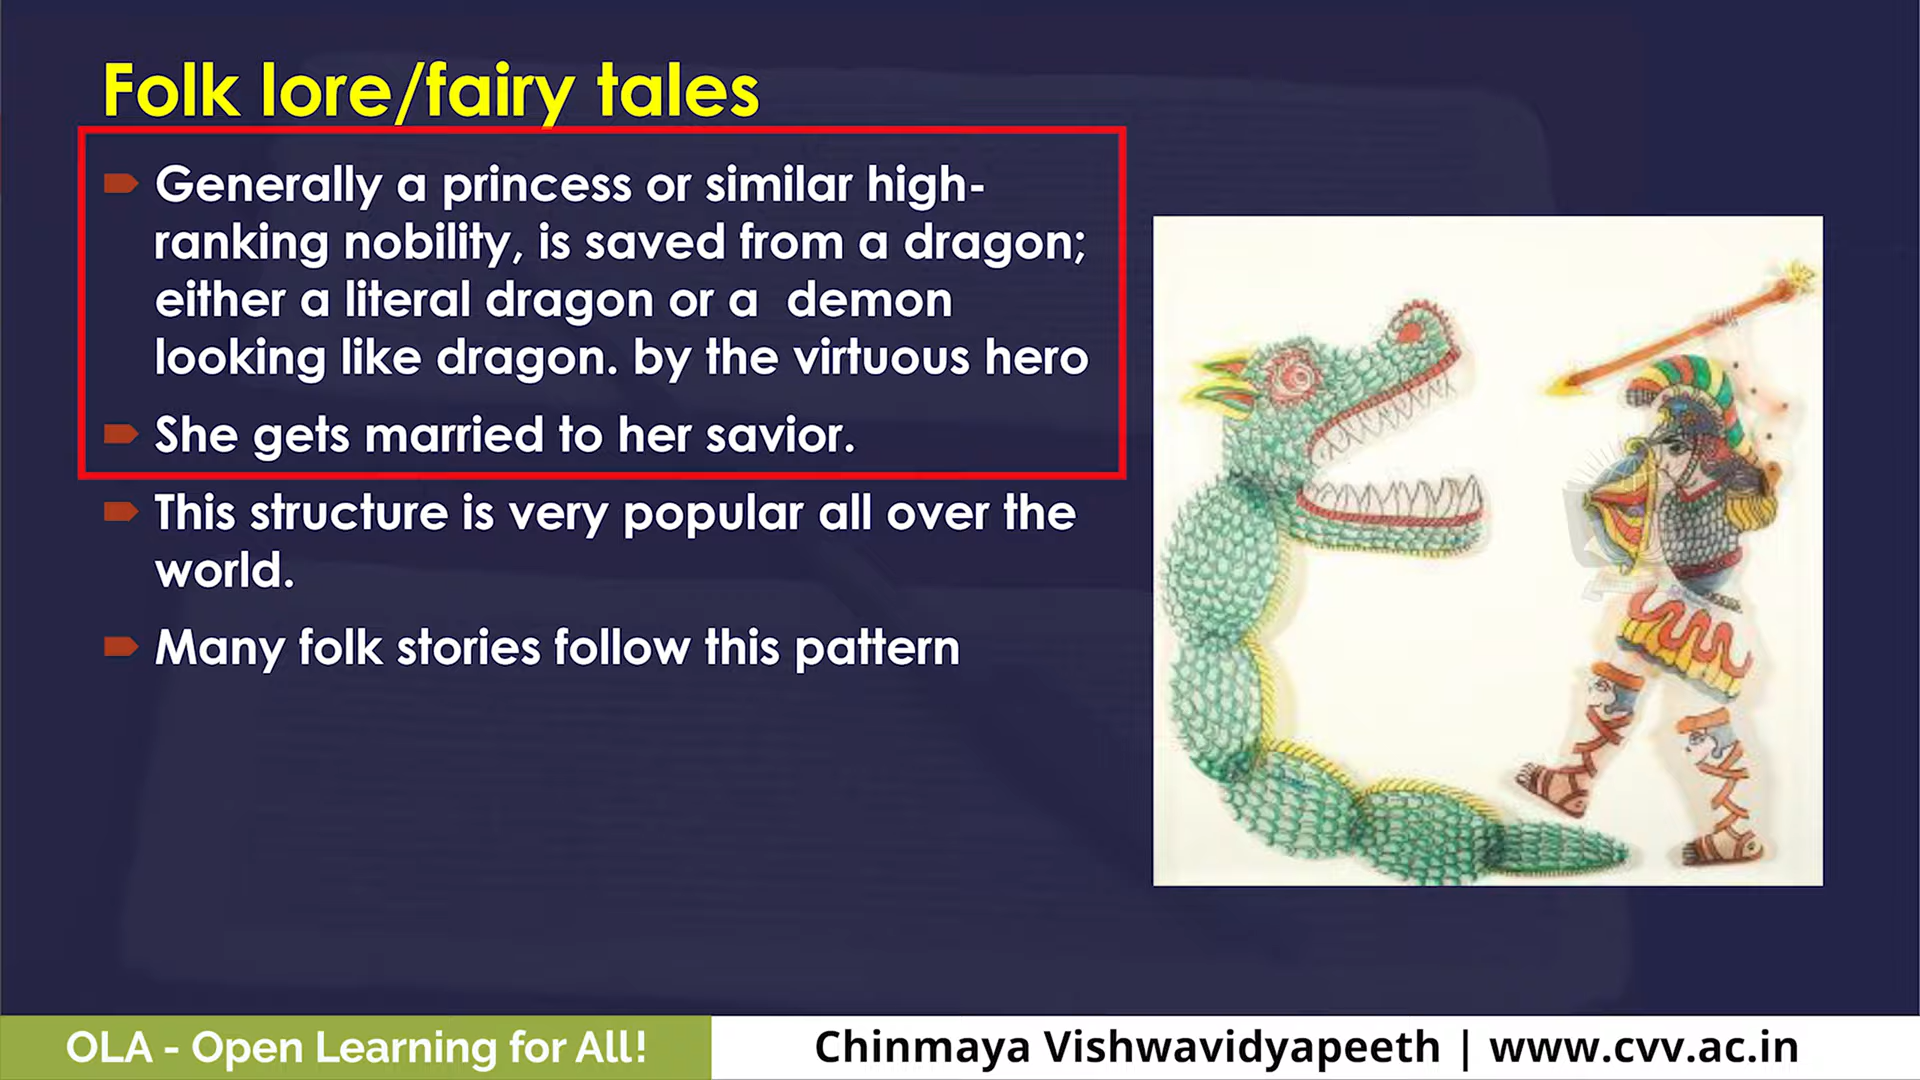 Folk lore/fairy tales
Generally a princess or similar high-
ranking nobility, is saved from a dragon;
either a literal dragon or a  demon
looking like dragon. by the virtuous hero
She gets married to her savior.
This structure is very popular all over the
world.
Many folk stories follow this pattern
OLA - Open Learning for All!
Chinmaya Vishwavidyapeeth | www.cvv.ac.in